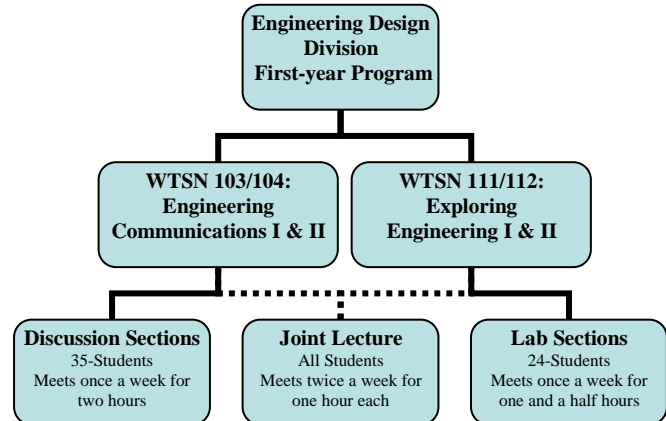 Engineering Design
Division
First-year Program
WTSN 103/104:
Engineering
Communications I & II
WTSN 111/112:
Exploring
Engineering I & II
Discussion Sections
35-Students
Meets once a week for
two hours
Joint Lecture
All Students
Meets twice a week for
one hour each
Lab Sections
24-Students
Meets once a week for
one and a half hours